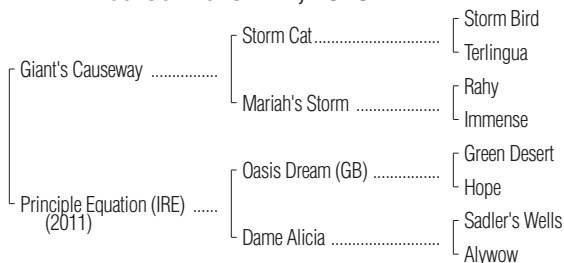 Storm Bird
Storm Cat ................................
Terlingua
Giant's Causeway ................
Rahy
Mariah's Storm .....................
Immense
Green Desert
Oasis Dream (GB) ...................
Hope
Principle Equation (IRE) ......
(2011)
Sadler's Wells
Dame Alicia ...........................
Alywow